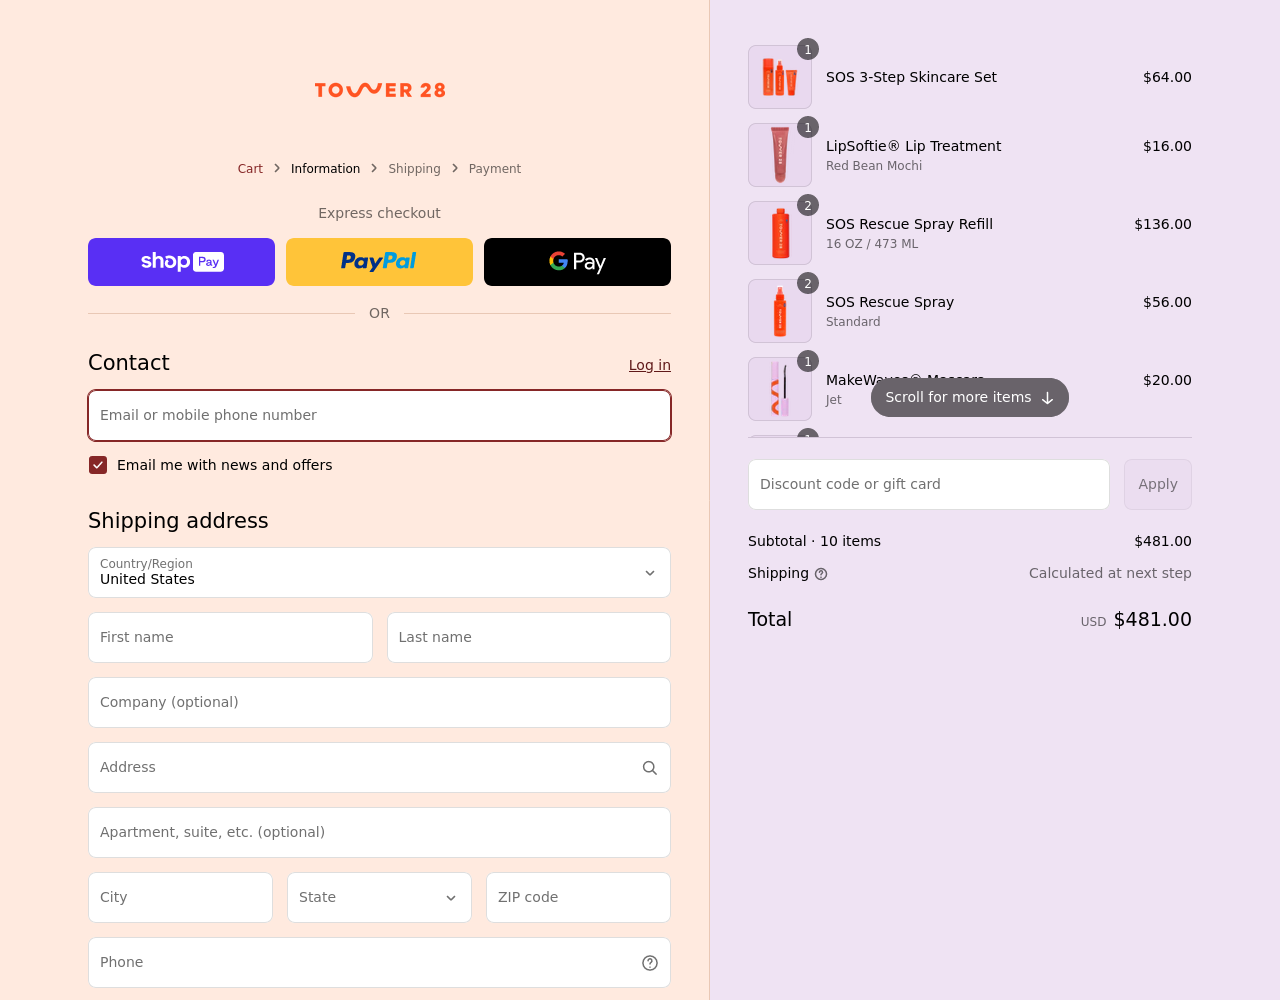 TOWER 28
Cart
Information
Shipping
Payment
Express checkout
shop Pay
PayPal
G Pay
OR
Contact
Log in
Email or mobile phone number
Email me with news and offers
Shipping address
Country/Region
United States
First name
Last name
Company (optional)
Address
Apartment, suite, etc. (optional)
City
State
ZIP code
Phone
1
SOS 3-Step Skincare Set
$64.00
1
LipSoftie® Lip Treatment
Red Bean Mochi
$16.00
2
SOS Rescue Spray Refill
16 OZ / 473 ML
$136.00
2
SOS Rescue Spray
Standard
$56.00
1
MakeWaves® Mascara
Jet
$20.00
Scroll for more items
Discount code or gift card
Apply
Subtotal · 10 items
$481.00
Shipping
Calculated at next step
Total
USD $481.00